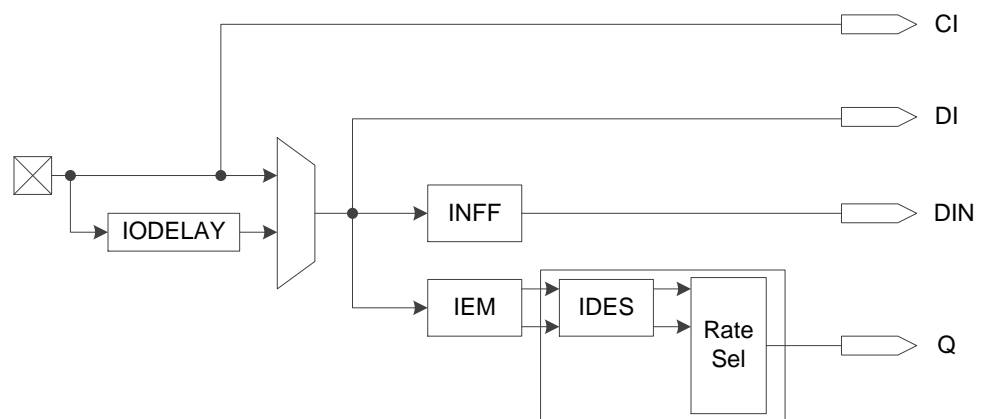 CI
DI
IODELAY
INFF
DIN
IEM
IDES
Rate
Sel
Q